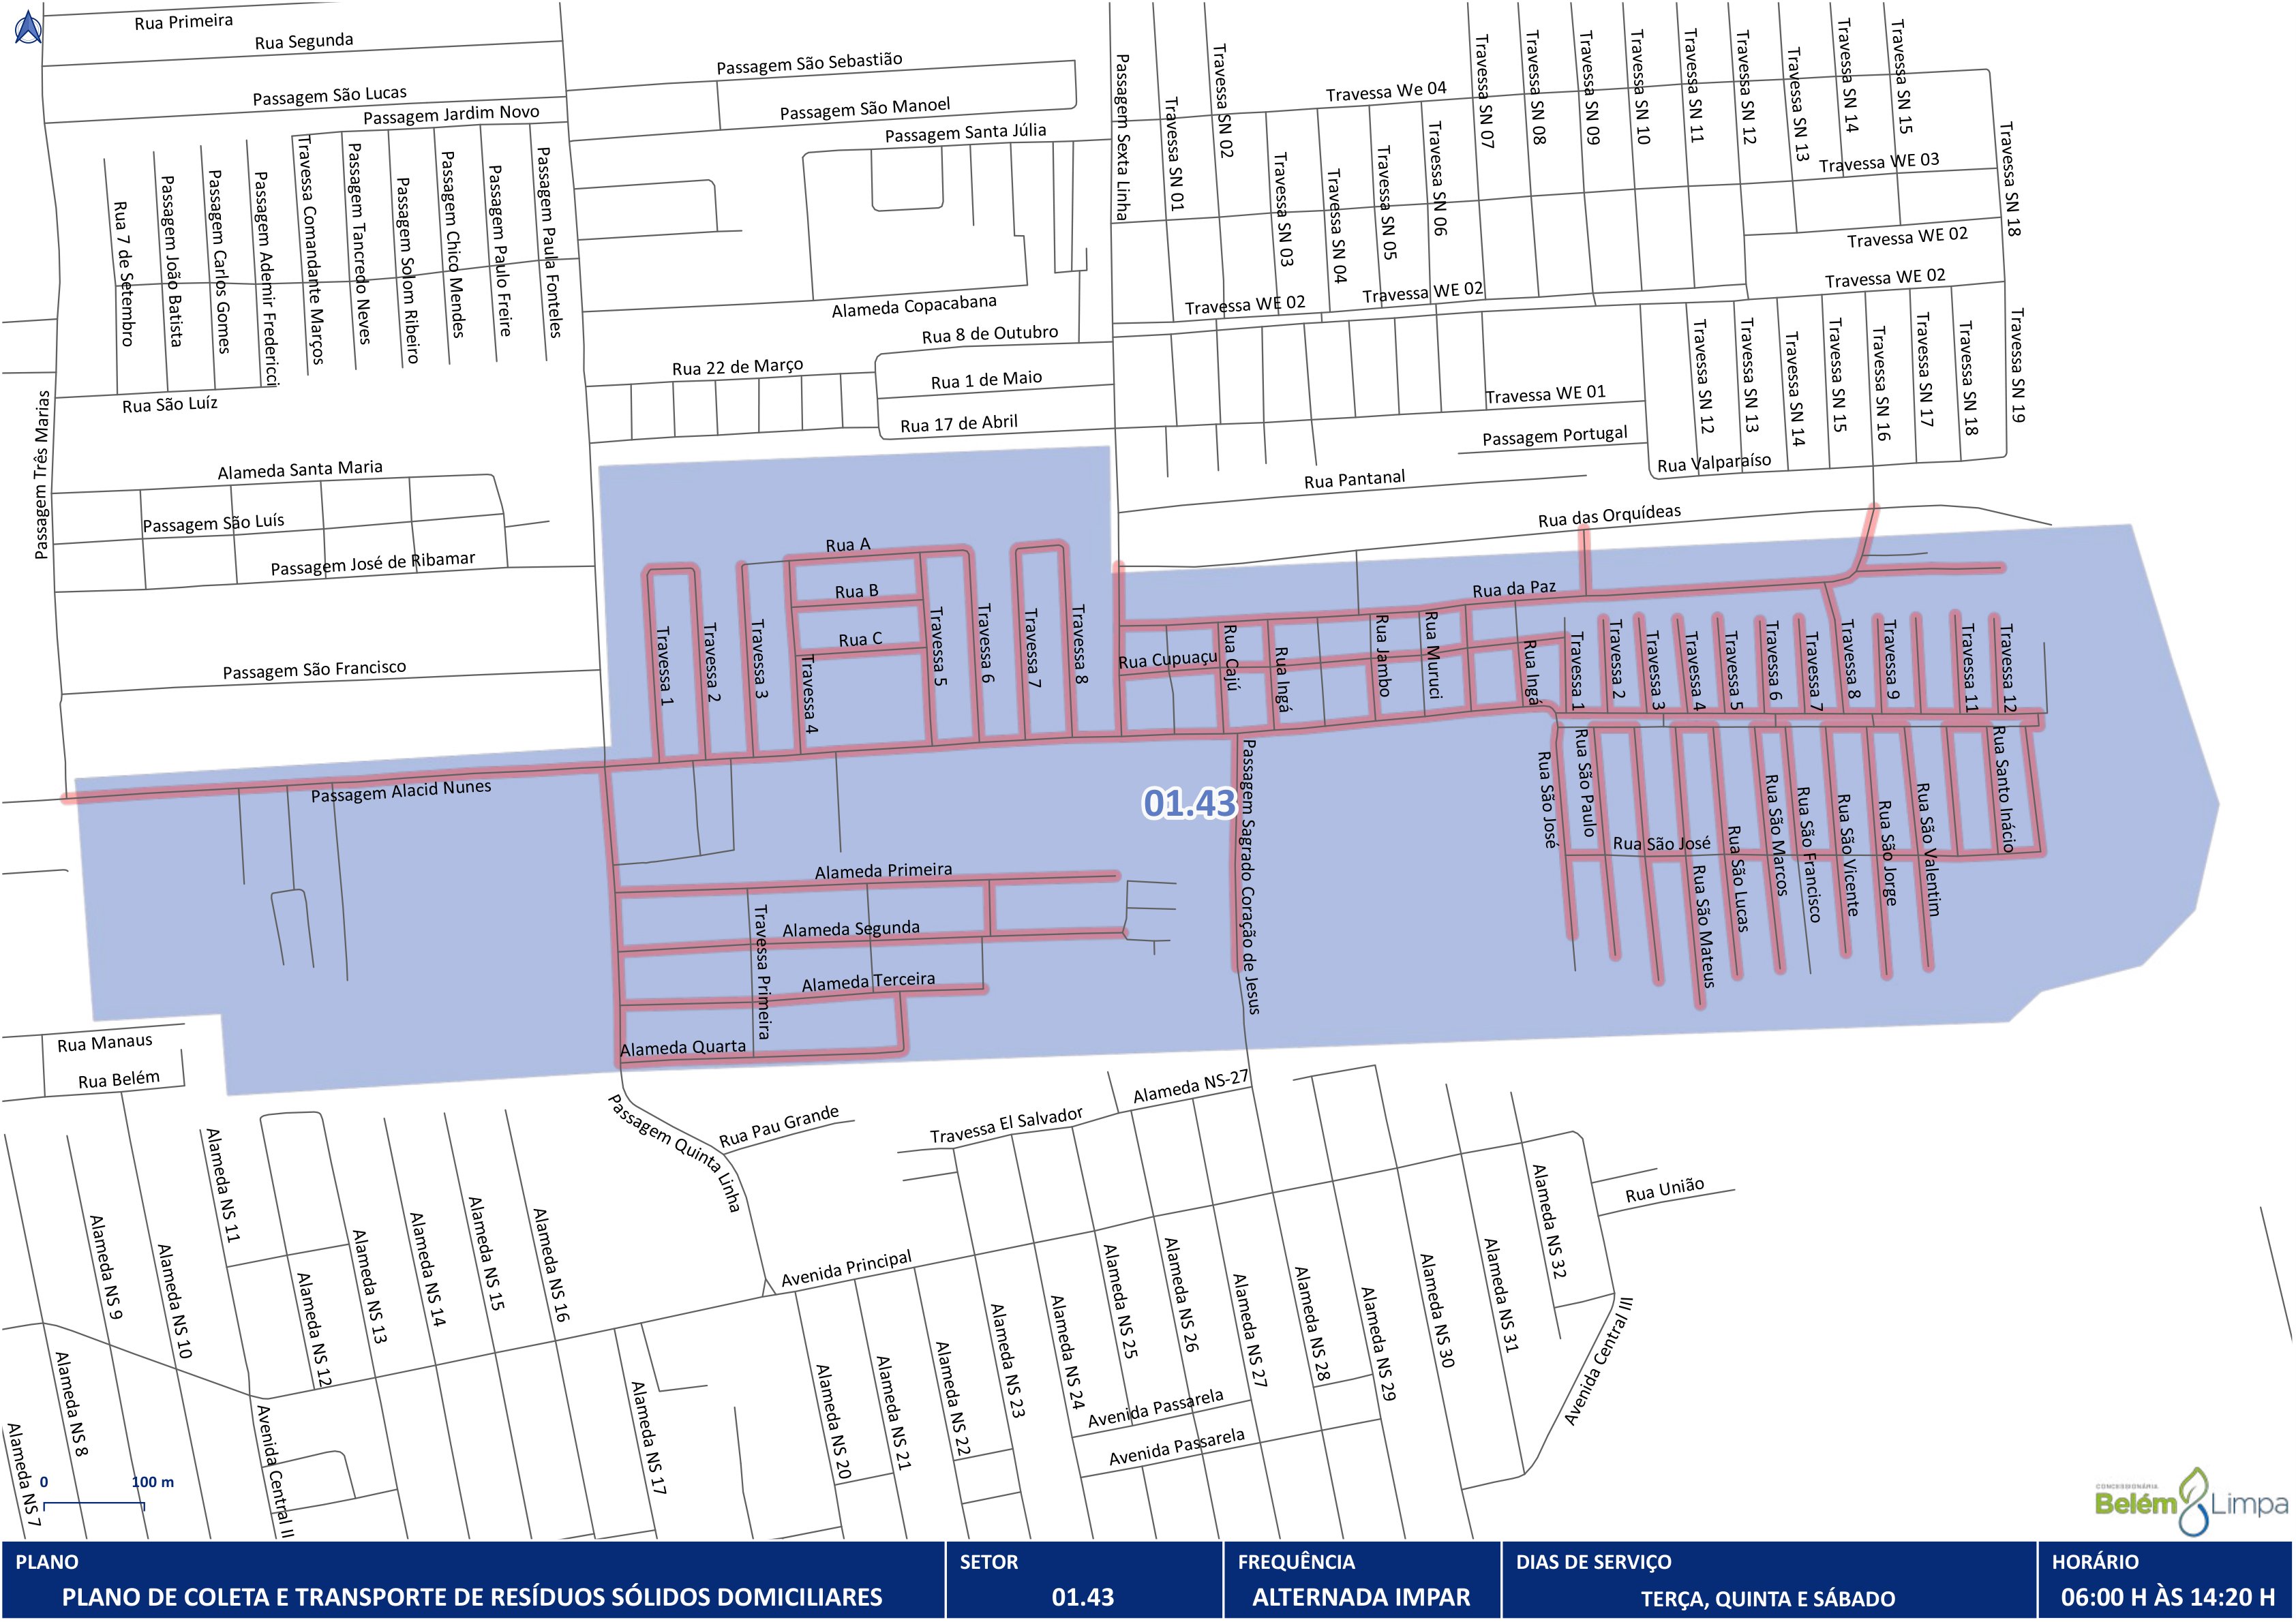 Rua Primeira
Rua Segunda
Passagem São Lucas
Passagem Jardim Novo
Passagem São Sebastião
Passagem São Manoel
Passagem Santa Júlia
Passagem Sexta Linha
Travessa SN 01
Travessa SN 02
Travessa We 04
Travessa SN 03
Travessa SN 04
Travessa SN 05
Travessa SN 06
Travessa SN 07
Travessa SN 08
Travessa SN 09
Travessa SN 10
Travessa SN 11
Travessa SN 12
Travessa SN 13
Travessa SN 14
Travessa SN 15
Travessa WE 03
Travessa SN 18
Travessa WE 02
Travessa WE 02
Travessa WE 02
Travessa WE 02
Rua 7 de Setembro
Passagem João Batista
Passagem Carlos Gomes
Passagem Ademir Fredericci
Travessa Comandante Marços
Passagem Tancredo Neves
Passagem Solom Ribeiro
Passagem Chico Mendes
Passagem Paulo Freire
Passagem Paula Fonteles
Alameda Copacabana
Rua 8 de Outubro
Rua 22 de Março
Rua 1 de Maio
Rua 17 de Abril
Rua São Luíz
Passagem Três Marias
Travessa WE 01
Passagem Portugal
Rua Valparaíso
Travessa SN 12
Travessa SN 13
Travessa SN 14
Travessa SN 15
Travessa SN 16
Travessa SN 17
Travessa SN 18
Travessa SN 19
Alameda Santa Maria
Passagem São Luís
Passagem José de Ribamar
Rua Pantanal
Rua das Orquídeas
Rua A
Rua B
Rua C
Travessa 1
Travessa 2
Travessa 3
Travessa 4
Travessa 5
Travessa 6
Travessa 7
Travessa 8
Rua da Paz
Rua Cupuaçu
Rua Cajú
Rua Ingá
Rua Jambo
Rua Muruci
Rua Ingá
Travessa 1
Travessa 2
Travessa 3
Travessa 4
Travessa 5
Travessa 6
Travessa 7
Travessa 8
Travessa 9
Travessa 11
Travessa 12
Passagem São Francisco
Passagem Alacid Nunes
01.43
Passagem Sagrado Coração de Jesus
Rua São José
Rua São Paulo
Rua São José
Rua São Mateus
Rua São Lucas
Rua São Marcos
Rua São Francisco
Rua São Vicente
Rua São Jorge
Rua São Valentim
Rua Santo Inácio
Alameda Primeira
Alameda Segunda
Alameda Terceira
Alameda Quarta
Travessa Primeira
Rua Manaus
Rua Belém
Passagem Quinta Linha
Rua Pau Grande
Travessa El Salvador
Alameda NS-27
Rua União
Avenida Principal
Alameda NS 7
Alameda NS 8
Alameda NS 9
Alameda NS 10
Alameda NS 11
Alameda NS 12
Alameda NS 13
Alameda NS 14
Alameda NS 15
Alameda NS 16
Alameda NS 17
Alameda NS 20
Alameda NS 21
Alameda NS 22
Alameda NS 23
Alameda NS 24
Alameda NS 25
Alameda NS 26
Alameda NS 27
Alameda NS 28
Alameda NS 29
Alameda NS 30
Alameda NS 31
Alameda NS 32
Avenida Central II
Avenida Central III
Avenida Passarela
Avenida Passarela
0 100 m
CONCESSIONÁRIA
Belém Limpa
PLANO
PLANO DE COLETA E TRANSPORTE DE RESÍDUOS SÓLIDOS DOMICILIARES
SETOR
01.43
FREQUÊNCIA
ALTERNADA IMPAR
DIAS DE SERVIÇO
TERÇA, QUINTA E SÁBADO
HORÁRIO
06:00 H ÀS 14:20 H